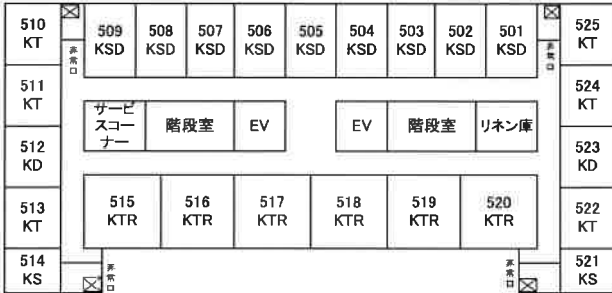 510
KT
非常口
509
KSD
508
KSD
507
KSD
506
KSD
505
KSD
504
KSD
503
KSD
502
KSD
501
KSD
非常口
525
KT
511
KT
524
KT
サービ
スコー
ナー
階段室
EV
EV
階段室
リネン庫
512
KD
523
KD
513
KT
515
KTR
516
KTR
517
KTR
518
KTR
519
KTR
520
KTR
522
KT
514
KS
非常口
非常口
521
KS